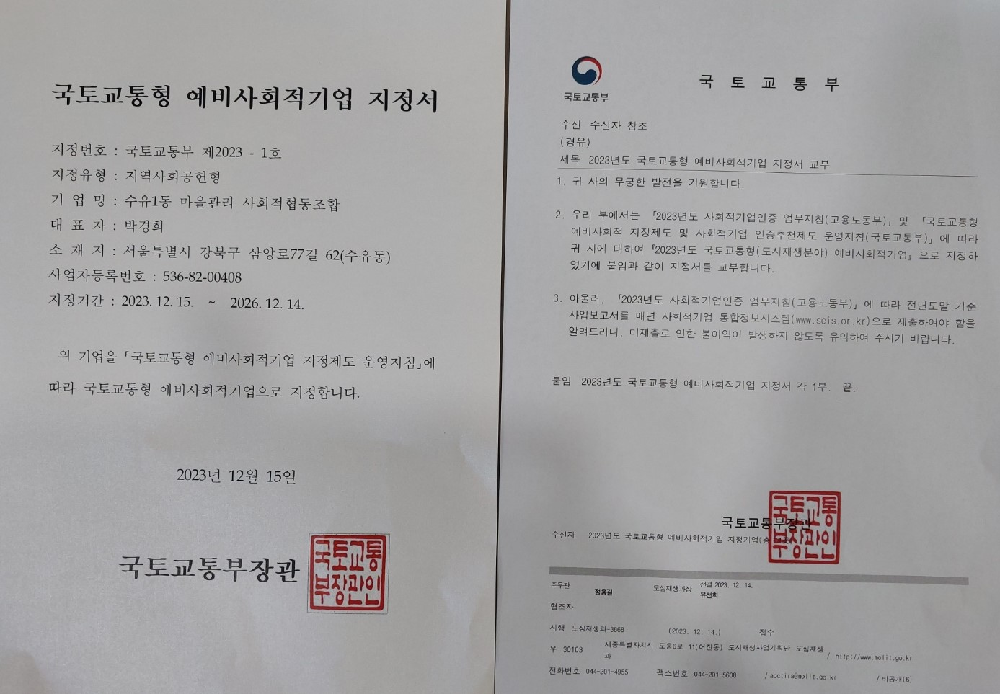 국토교통형 예비사회적기업 지정서
지정번호 : 국토교통부 제2023 - 1호
지정유형 : 지역사회공헌형
기 업 명 : 수유1동 마을관리 사회적협동조합
대 표 자 : 박경희
소 재 지 : 서울특별시 강북구 삼양로77길 62(수유동)
사업자등록번호 : 536-82-00408
지정기간 : 2023. 12. 15. ~ 2026. 12. 14.
위 기업을 「국토교통형 예비사회적기업 지정제도 운영지침」에
따라 국토교통형 예비사회적기업으로 지정합니다.
2023년 12월 15일
국토교통부장관
국토교통
부장관인
국토교통부
국 토 교 통 부
수신 수신자 참조
(경유)
제목 2023년도 국토교통형 예비사회적기업 지정서 교부
1. 귀 사의 무궁한 발전을 기원합니다.
2. 우리 부에서는 「2023년도 사회적기업인증 업무지침(고용노동부)」 및 「국토교통형
예비사회적 지정제도 및 사회적기업 인증추천제도 운영지침(국토교통부)」에 따라
귀 사에 대하여 『2023년도 국토교통형(도시재생분야) 예비사회적기업』으로 지정하
였기에 붙임과 같이 지정서를 교부합니다.
3. 아울러, 「2023년도 사회적기업인증 업무지침(고용노동부)」에 따라 전년도말 기준
사업보고서를 매년 사회적기업 통합정보시스템(www.seis.or.kr)으로 제출하여야 함을
알려드리니, 미제출로 인한 불이익이 발생하지 않도록 유의하여 주시기 바랍니다.
붙임 2023년도 국토교통형 예비사회적기업 지정서 각 1부. 끝.
국토교통부장관
국토교통
부장관인
수신자 2023년도 국토교통형 예비사회적기업 지정기업(총
주무관 정용길 도심재생과장 전결 2023. 12. 14.
유선희
협조자
시행 도심재생과-3868 (2023. 12. 14.) 접수
우 30103 세종특별자치시 도움6로 11(어진동) 도시재생사업기획단 도심재생
과 / http://www.molit.go.kr
전화번호 044-201-4955 팩스번호 044-201-5608 / aoctira@molit.go.kr / 비공개(6)